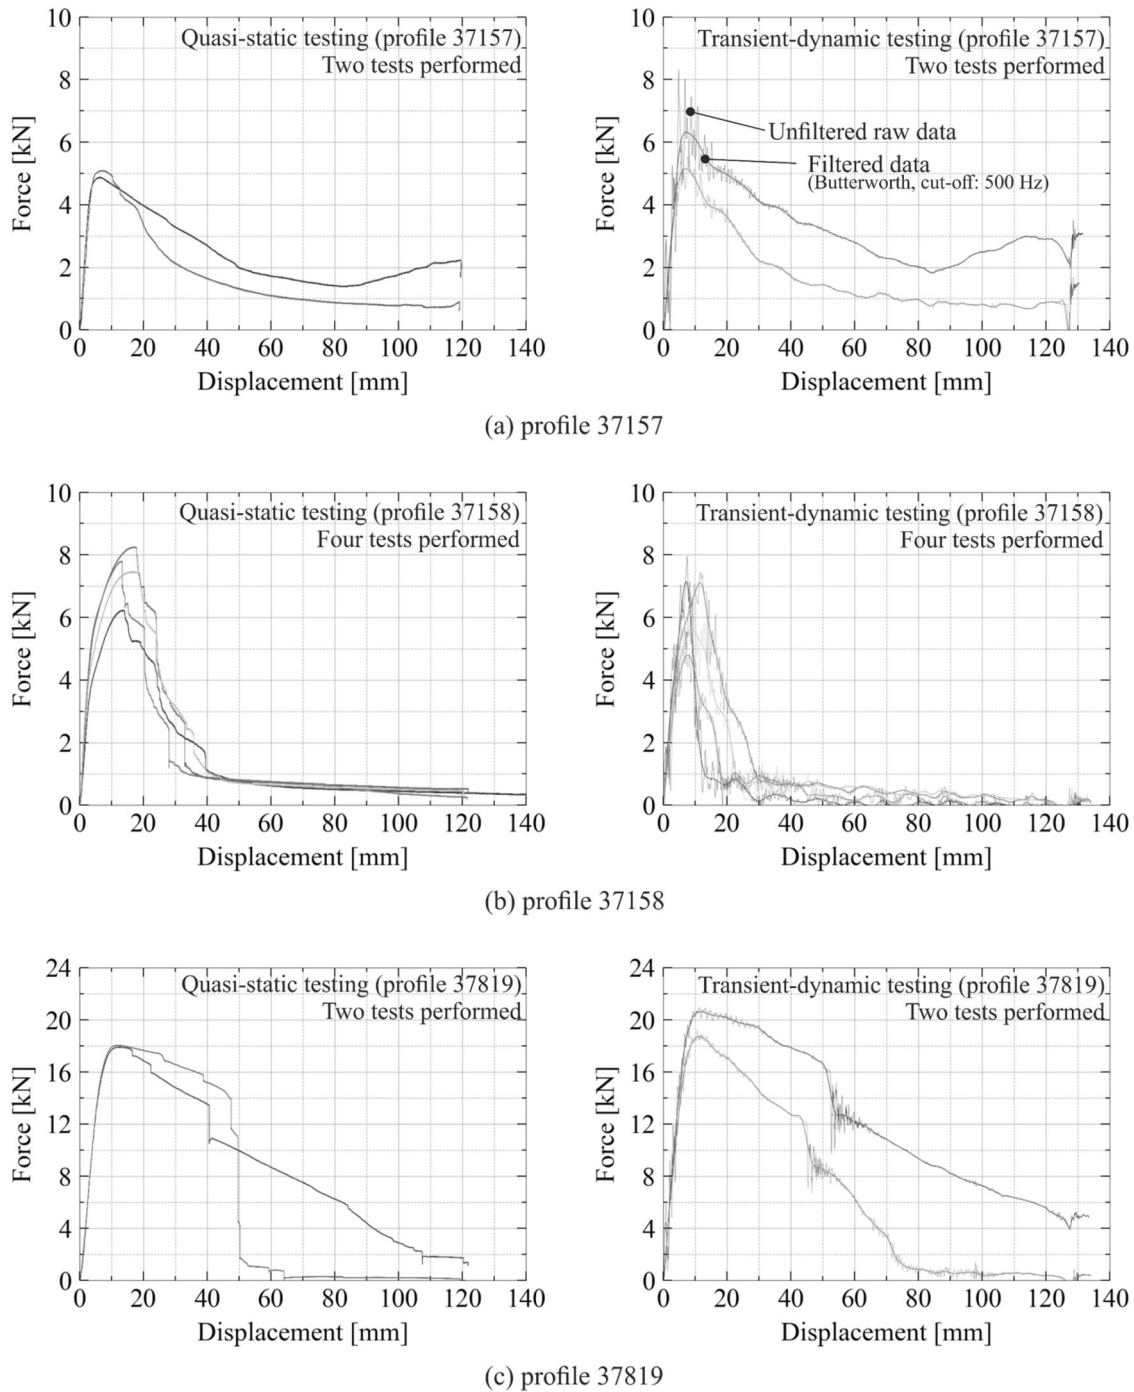 Quasi-static testing (profile 37157)
Two tests performed
Force [kN]
10
8
6
4
2
0
0 20 40 60 80 100 120 140
Displacement [mm]
Transient-dynamic testing (profile 37157)
Two tests performed
Unfiltered raw data
Filtered data
(Butterworth, cut-off: 500 Hz)
Force [kN]
10
8
6
4
2
0
0 20 40 60 80 100 120 140
Displacement [mm]
(a) profile 37157
Quasi-static testing (profile 37158)
Four tests performed
Force [kN]
10
8
6
4
2
0
0 20 40 60 80 100 120 140
Displacement [mm]
Transient-dynamic testing (profile 37158)
Four tests performed
Force [kN]
10
8
6
4
2
0
0 20 40 60 80 100 120 140
Displacement [mm]
(b) profile 37158
Quasi-static testing (profile 37819)
Two tests performed
Force [kN]
24
20
16
12
8
4
0
0 20 40 60 80 100 120 140
Displacement [mm]
Transient-dynamic testing (profile 37819)
Two tests performed
Force [kN]
24
20
16
12
8
4
0
0 20 40 60 80 100 120 140
Displacement [mm]
(c) profile 37819